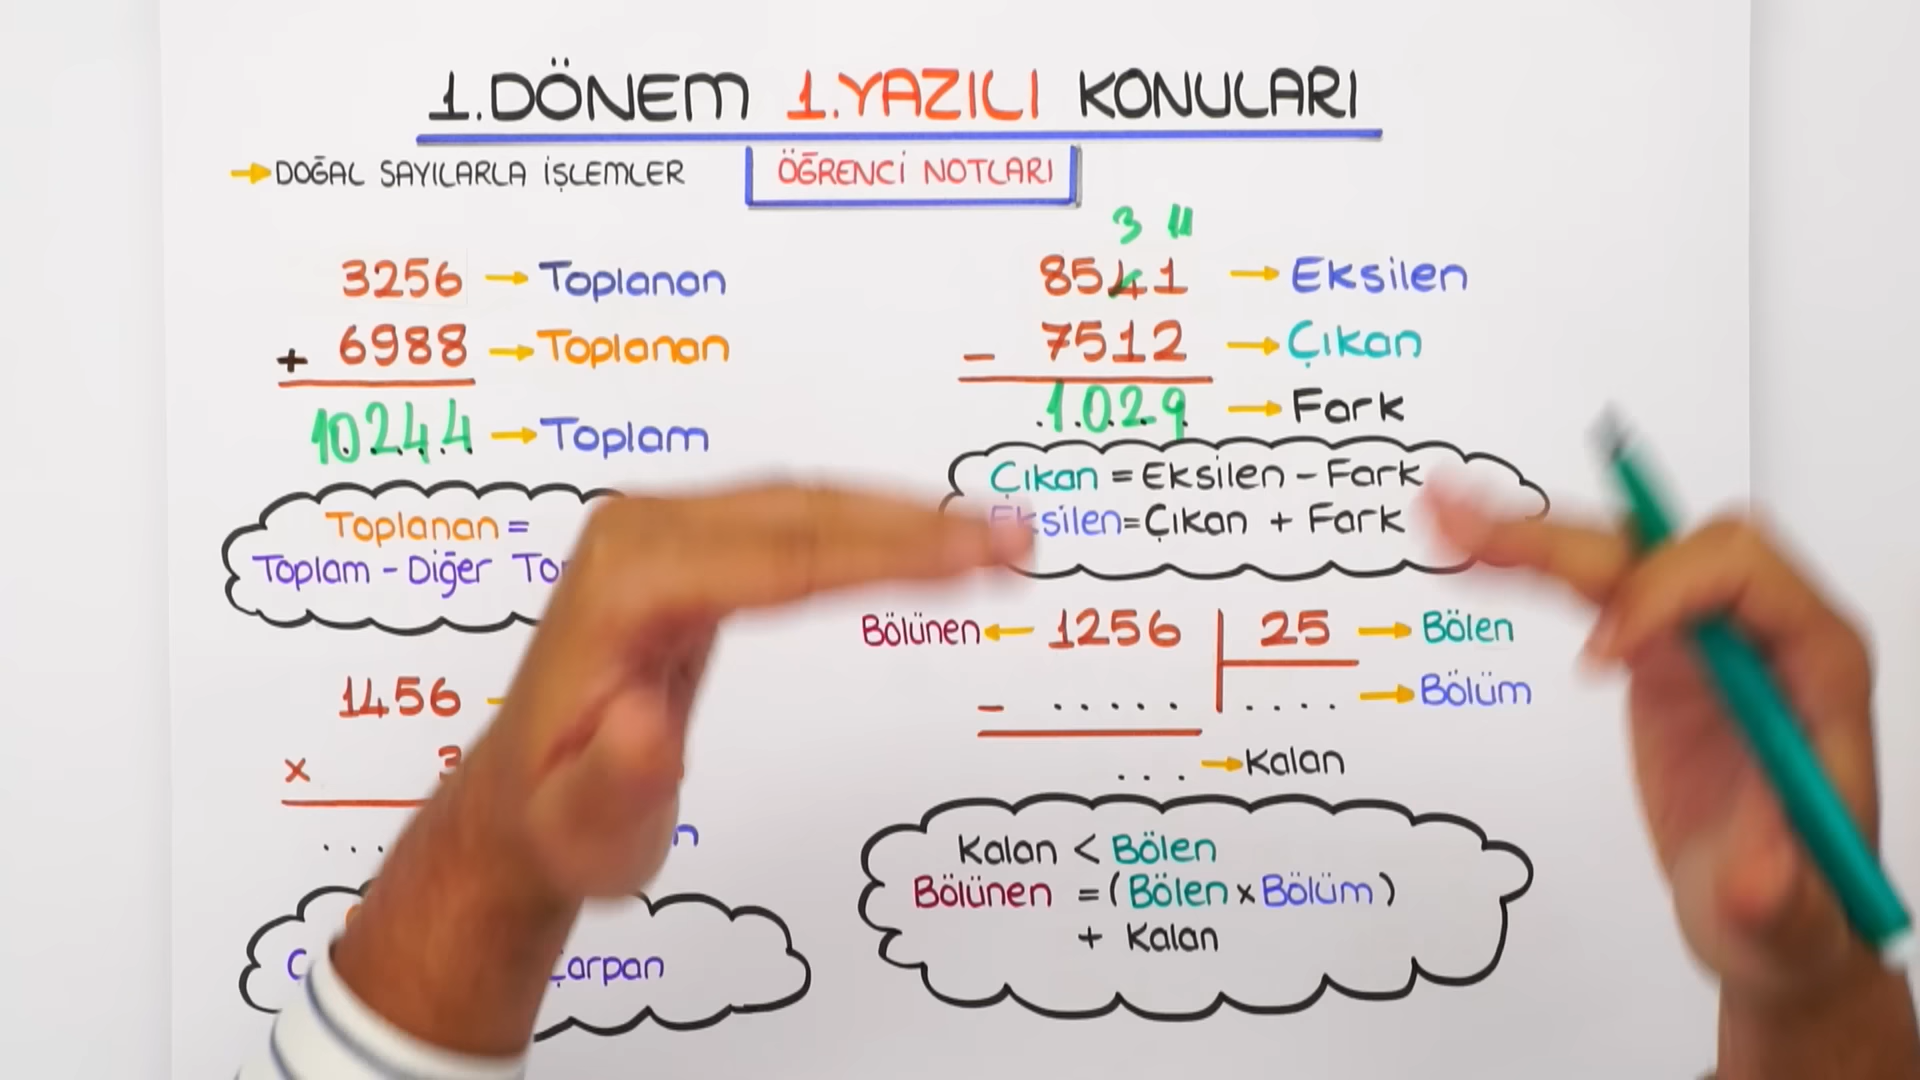 1.DÖNEM 1.YAZILI KONULARI
→DOĞAL SAYILARLA İŞLEMLER
ÖĞRENCİ NOTLARI
3256 → Toplanan
+ 6988 → Toplanan
10244 → Toplam
Toplanan =
Toplam - Diğer
1456
x 3
Çarpan
3 11
8541 → Eksilen
- 7512 → Çıkan
1029 → Fark
Çıkan = Eksilen - Fark
Eksilen = Çıkan + Fark
Bölünen ← 1256 25 → Bölen
- ..... .... → Bölüm
... → Kalan
Kalan < Bölen
Bölünen = (Bölen x Bölüm)
+ Kalan